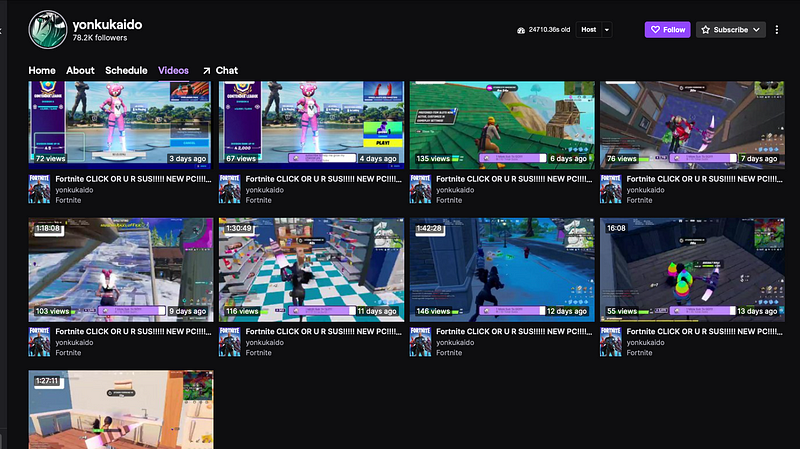 yonkukaido
78.2K followers
24710.36s old
Host
Follow
Subscribe
Home
About
Schedule
Videos
Chat
72 views
3 days ago
67 views
PLAY!
4 days ago
135 views
6 days ago
76 views
7 days ago
Fortnite CLICK OR U R SUS!!!!! NEW PC!!!!...
yonkukaido
Fortnite
Fortnite CLICK OR U R SUS!!!!! NEW PC!!!!...
yonkukaido
Fortnite
Fortnite CLICK OR U R SUS!!!!! NEW PC!!!!...
yonkukaido
Fortnite
Fortnite CLICK OR U R SUS!!!!! NEW PC!!!!...
yonkukaido
Fortnite
1:18:08
103 views
9 days ago
1:30:49
116 views
11 days ago
1:42:28
146 views
12 days ago
16:08
55 views
13 days ago
Fortnite CLICK OR U R SUS!!!!! NEW PC!!!!...
yonkukaido
Fortnite
Fortnite CLICK OR U R SUS!!!!! NEW PC!!!!...
yonkukaido
Fortnite
Fortnite CLICK OR U R SUS!!!!! NEW PC!!!!...
yonkukaido
Fortnite
Fortnite CLICK OR U R SUS!!!!! NEW PC!!!!...
yonkukaido
Fortnite
1:27:11